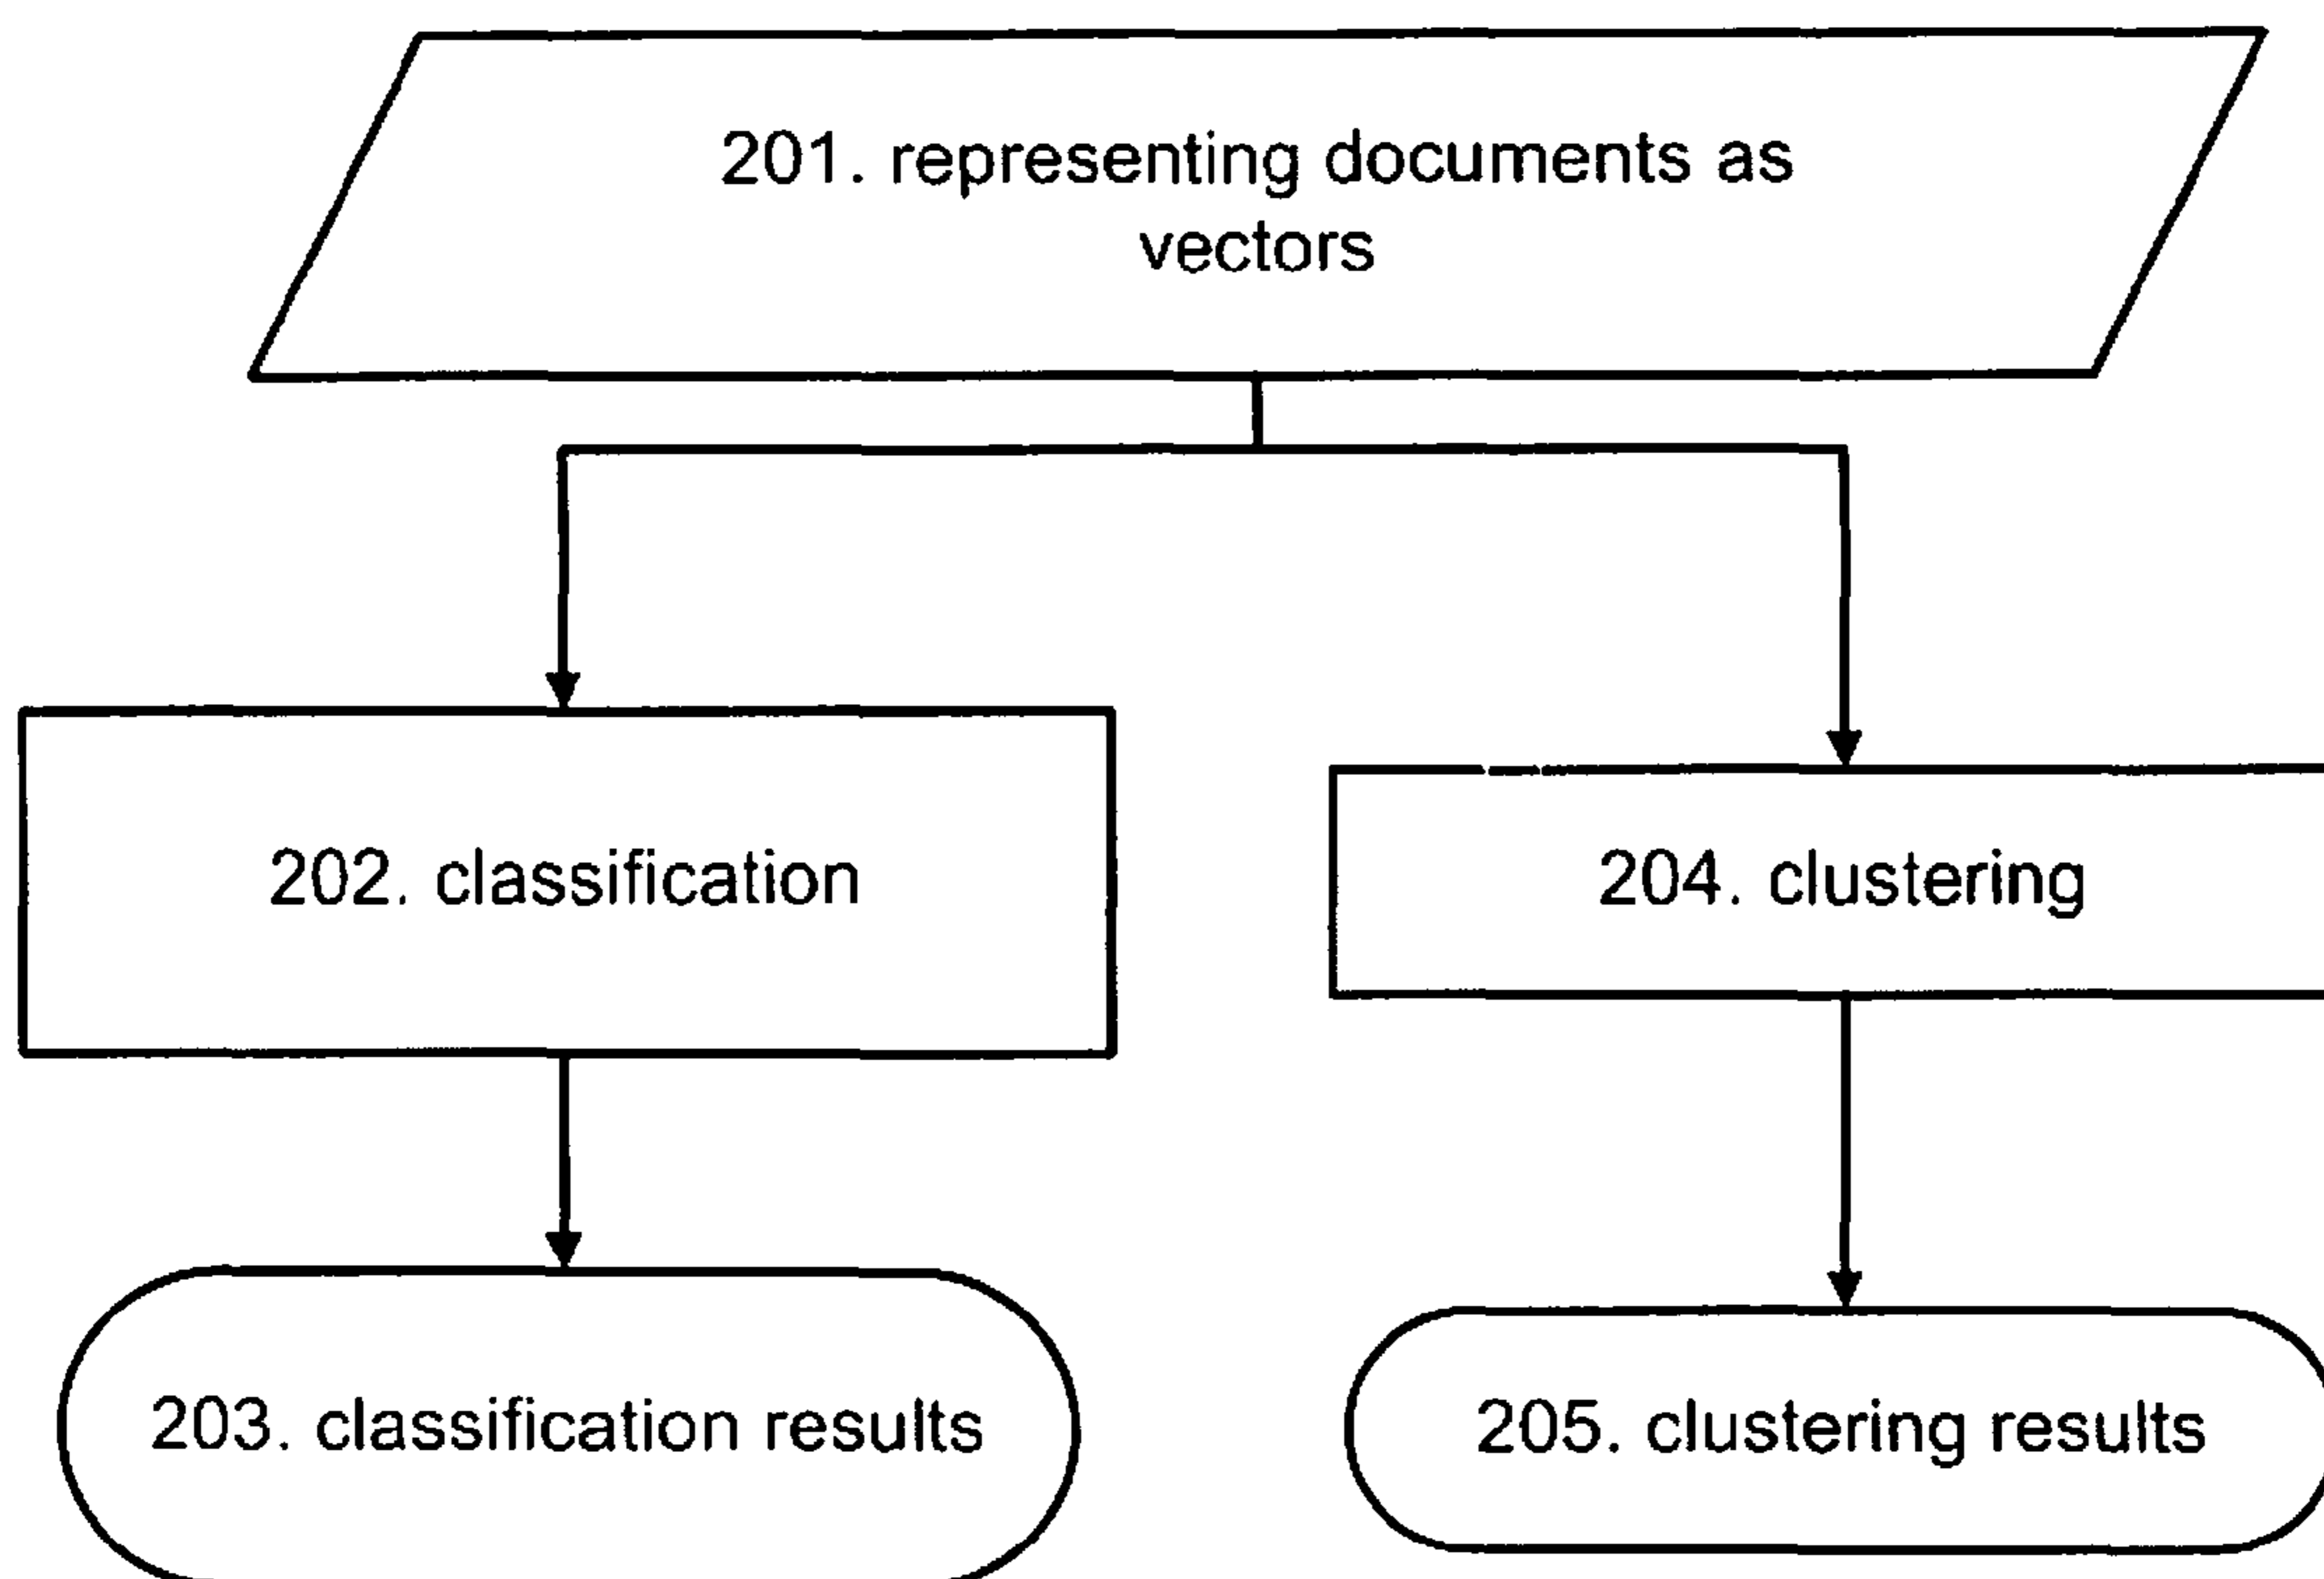 201. representing documents as
vectors
202. classification
204. clustering
203. classification results
205. clustering results